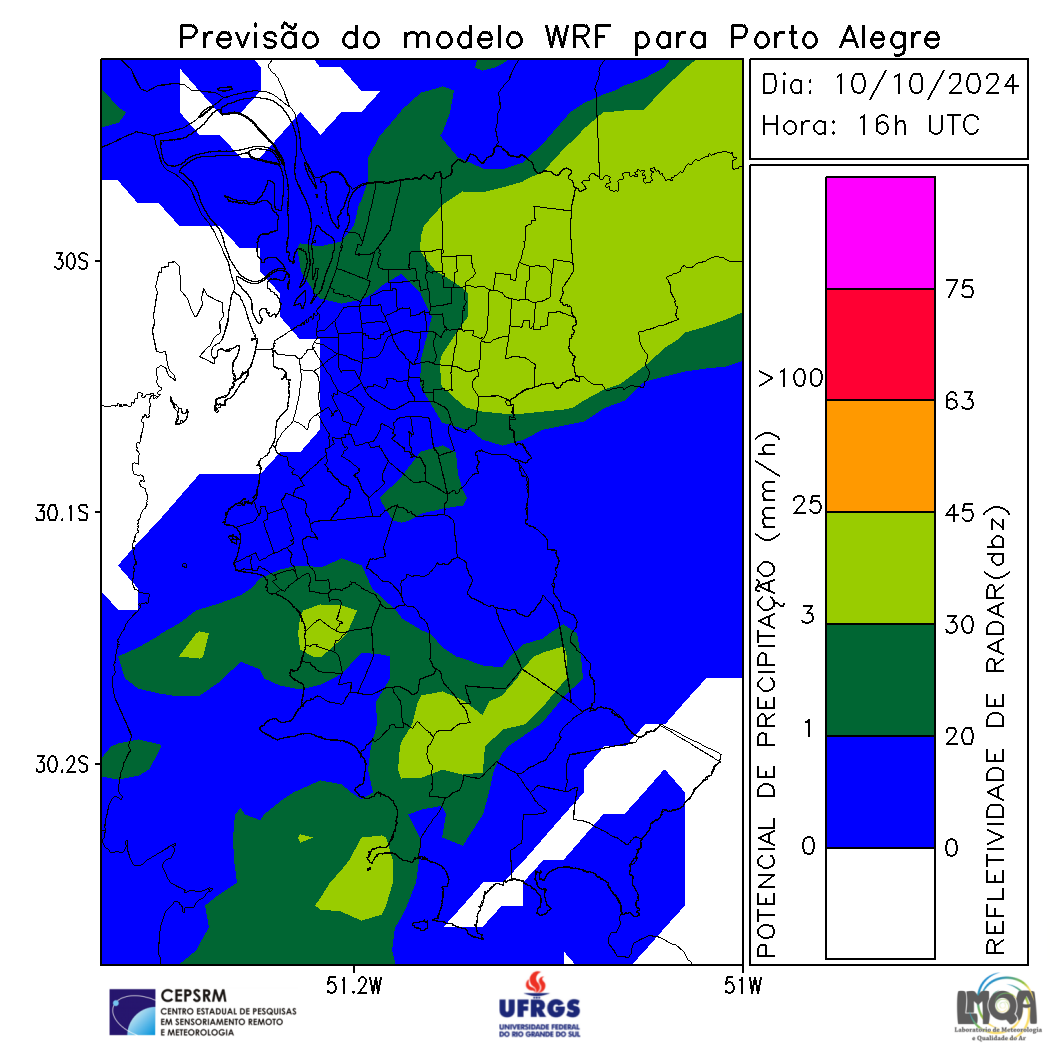 Previsão do modelo WRF para Porto Alegre
Dia: 10/10/2024
Hora: 16h UTC
30S
30.1S
30.2S
51.2W
51W
POTENCIAL DE PRECIPITAÇÃO (mm/h)
>100
25
3
1
0
75
63
45
30
20
0
REFLETIVIDADE DE RADAR(dbz)
CEPSRM
CENTRO ESTADUAL DE PESQUISAS
EM SENSORIAMENTO REMOTO
E METEOROLOGIA
UFRGS
UNIVERSIDADE FEDERAL
DO RIO GRANDE DO SUL
LMQA
Laboratório de Meteorologia
e Qualidade do Ar